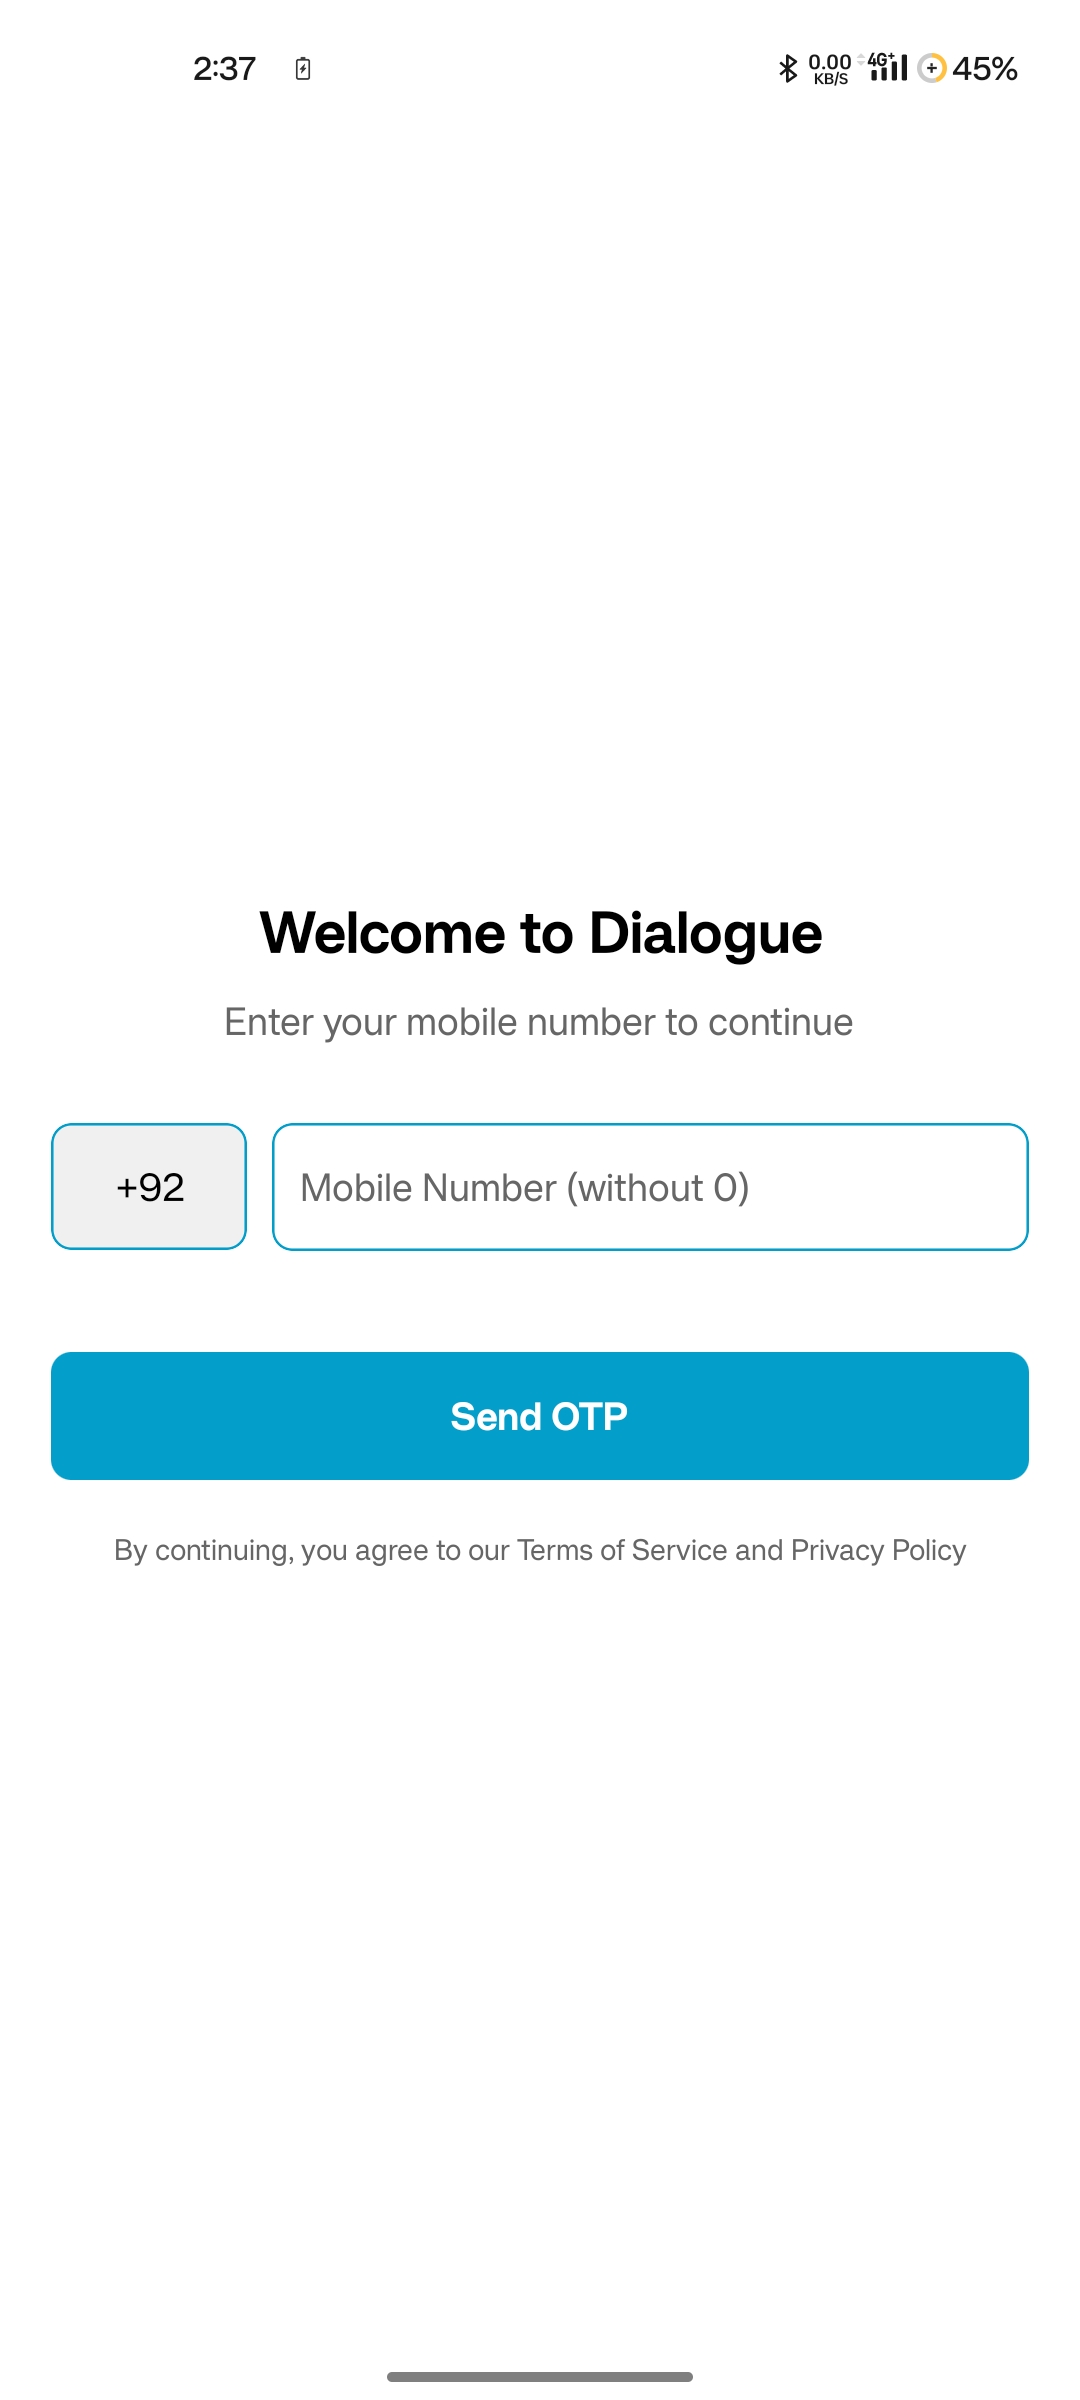 2:37
0.00 KB/S 4G+ 45%
Welcome to Dialogue
Enter your mobile number to continue
+92 Mobile Number (without 0)
Send OTP
By continuing, you agree to our Terms of Service and Privacy Policy